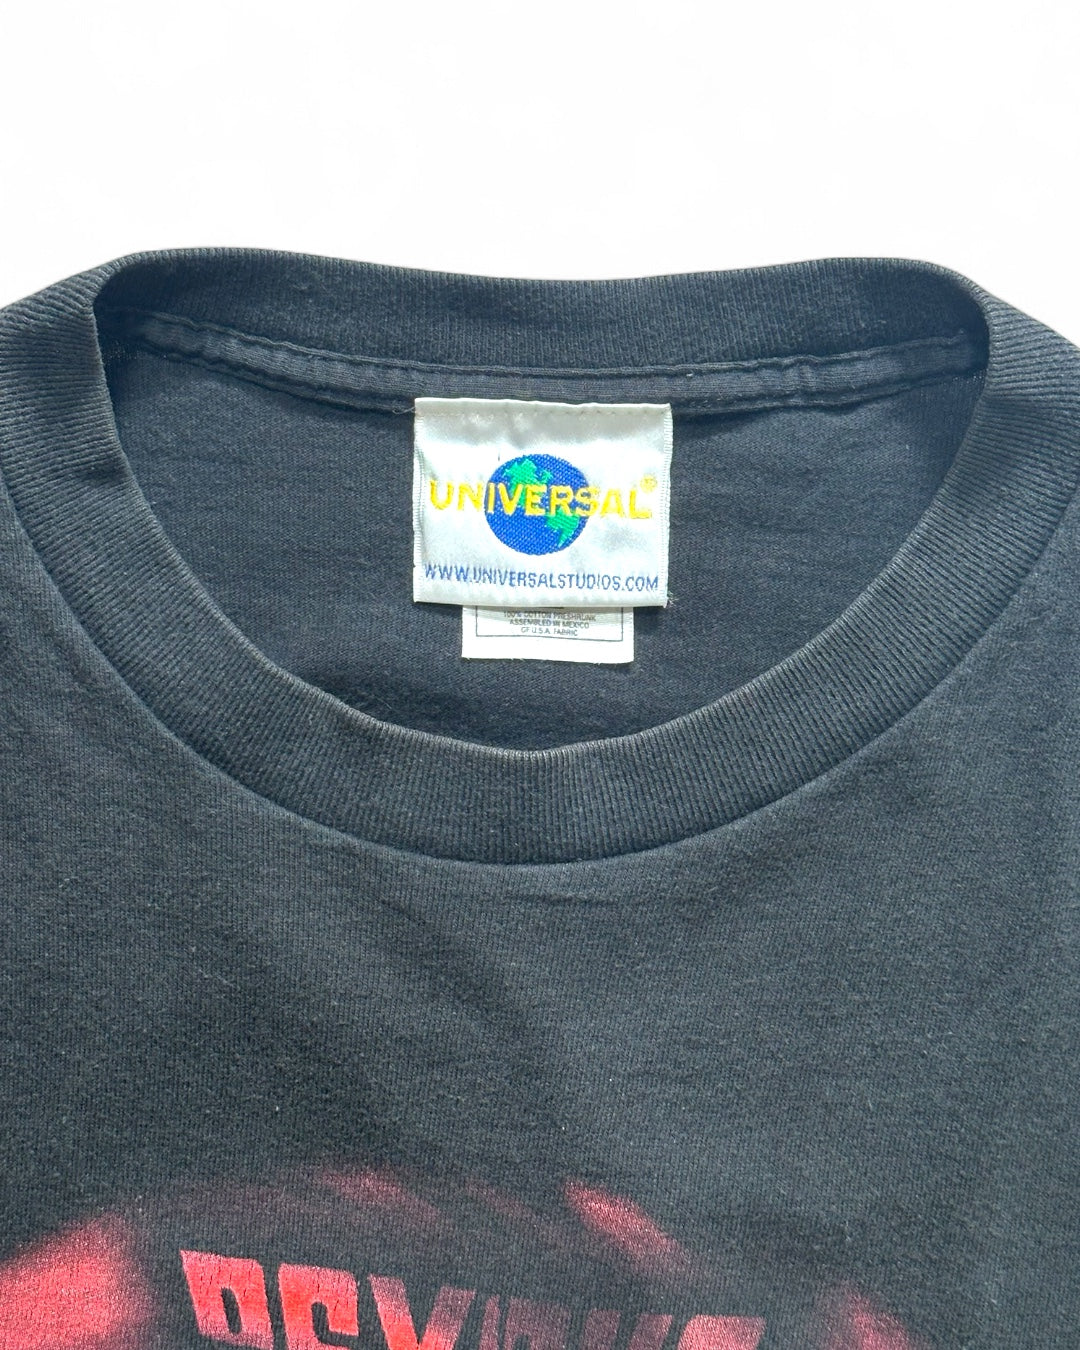 UNIVERSAL®
WWW.UNIVERSALSTUDIOS.COM
100% COTTON PRESHRUNK
ASSEMBLED IN MEXICO
OF U.S.A. FABRIC